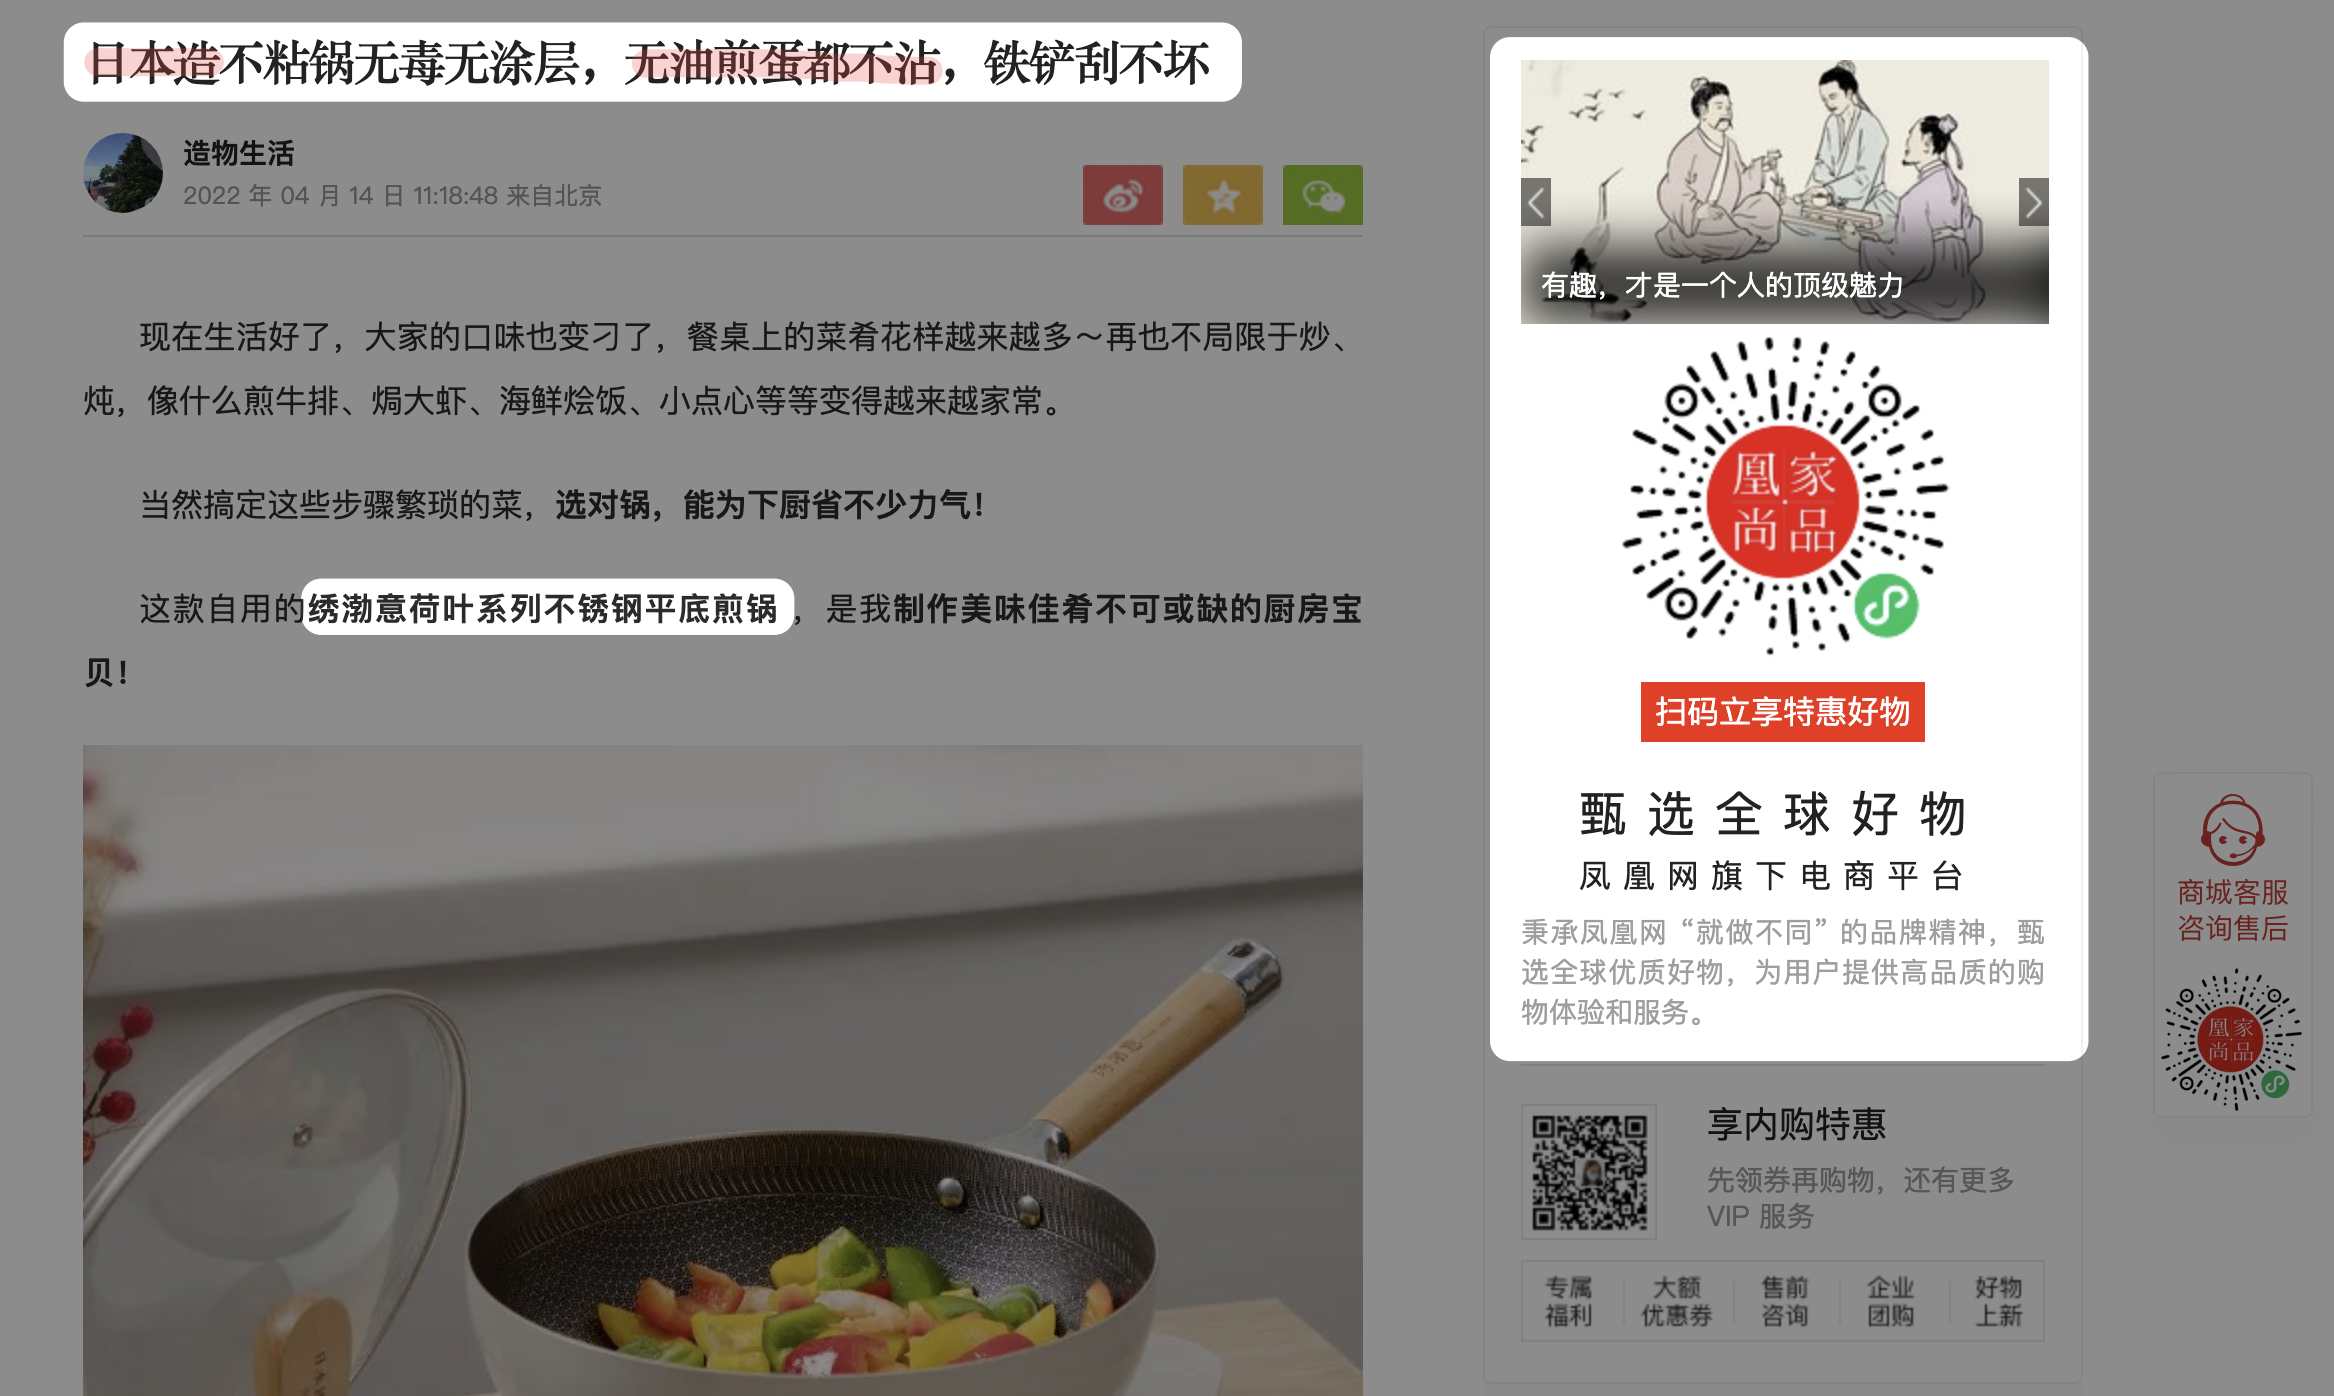 日本造不粘锅无毒无涂层，无油煎蛋都不沾，铁铲刮不坏
造物生活
2022 年 04 月 14 日 11:18:48 来自北京
现在生活好了，大家的口味也变刁了，餐桌上的菜肴花样越来越多～再也不局限于炒、
炖，像什么煎牛排、焗大虾、海鲜烩饭、小点心等等变得越来越家常。
当然搞定这些步骤繁琐的菜，选对锅，能为下厨省不少力气！
这款自用的绣渤意荷叶系列不锈钢平底煎锅，是我制作美味佳肴不可或缺的厨房宝
贝！
有趣，才是一个人的顶级魅力
凰家
尚品
扫码立享特惠好物
甄选全球好物
凤凰网旗下电商平台
秉承凤凰网“就做不同”的品牌精神，甄
选全球优质好物，为用户提供高品质的购
物体验和服务。
享内购特惠
先领券再购物，还有更多
VIP 服务
专属
福利
大额
优惠券
售前
咨询
企业
团购
好物
上新
商城客服
咨询售后
凰家
尚品